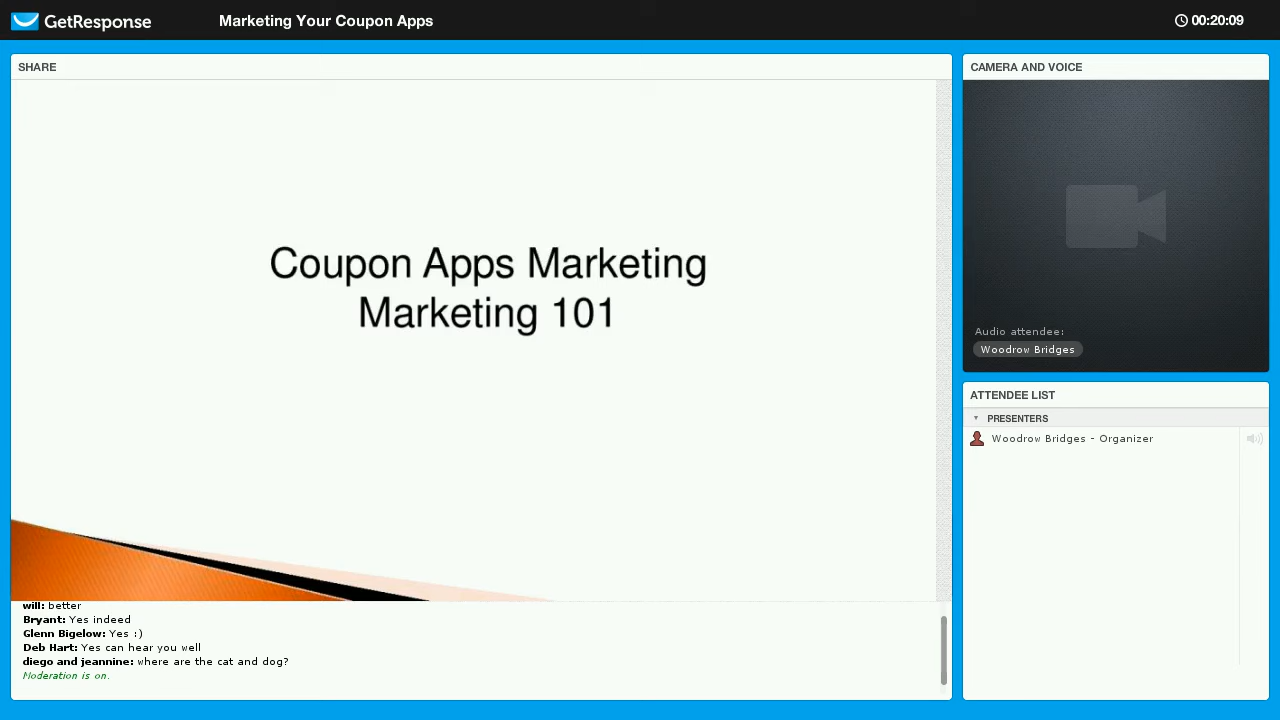 GetResponse Marketing Your Coupon Apps 00:20:09
SHARE
Coupon Apps Marketing
Marketing 101
will: better
Bryant: Yes indeed
Glenn Bigelow: Yes :)
Deb Hart: Yes can hear you well
diego and jeannine: where are the cat and dog?
Moderation is on.
CAMERA AND VOICE
Audio attendee:
Woodrow Bridges
ATTENDEE LIST
PRESENTERS
Woodrow Bridges - Organizer